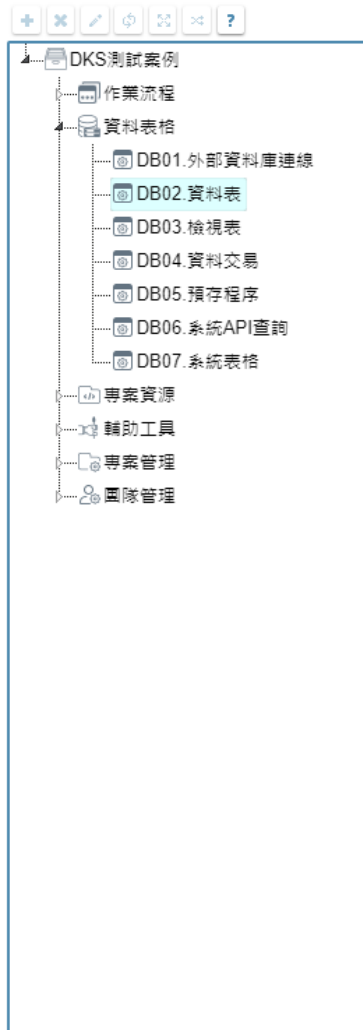 ?
DKS測試案例
作業流程
資料表格
DB01.外部資料庫連線
DB02.資料表
DB03.檢視表
DB04.資料交易
DB05.預存程序
DB06.系統API查詢
DB07.系統表格
專案資源
輔助工具
專案管理
團隊管理